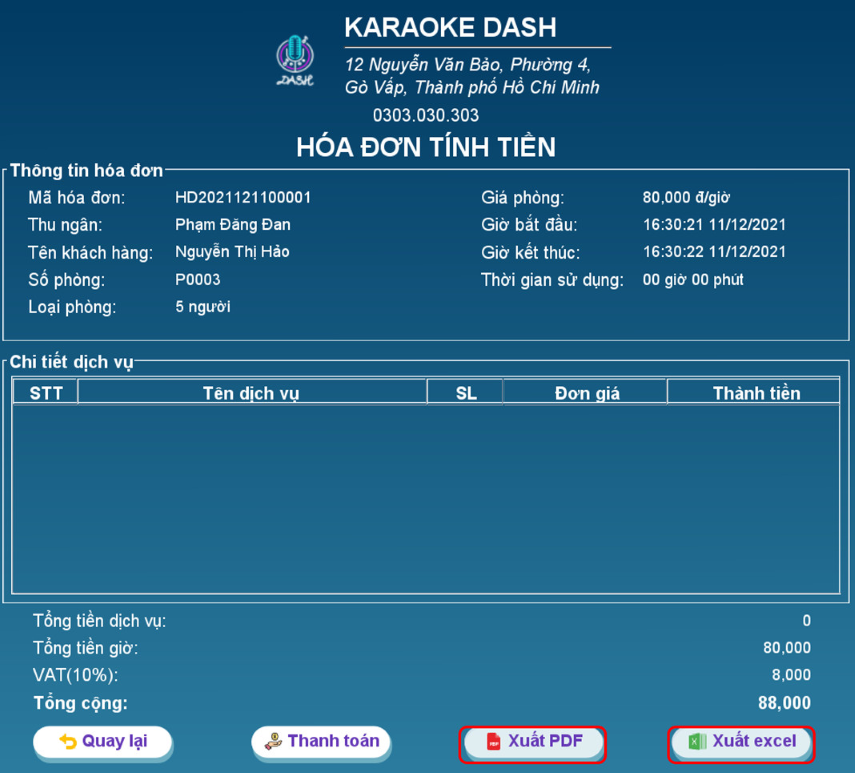 KARAOKE DASH
DASH
12 Nguyễn Văn Bảo, Phường 4,
Gò Vấp, Thành phố Hồ Chí Minh
0303.030.303
HÓA ĐƠN TÍNH TIỀN
Thông tin hóa đơn
Mã hóa đơn: HD2021121100001 Giá phòng: 80,000 đ/giờ
Thu ngân: Phạm Đăng Đan Giờ bắt đầu: 16:30:21 11/12/2021
Tên khách hàng: Nguyễn Thị Hảo Giờ kết thúc: 16:30:22 11/12/2021
Số phòng: P0003 Thời gian sử dụng: 00 giờ 00 phút
Loại phòng: 5 người
Chi tiết dịch vụ
STT Tên dịch vụ SL Đơn giá Thành tiền
Tổng tiền dịch vụ: 0
Tổng tiền giờ: 80,000
VAT(10%): 8,000
Tổng cộng: 88,000
Quay lại Thanh toán Xuất PDF Xuất excel